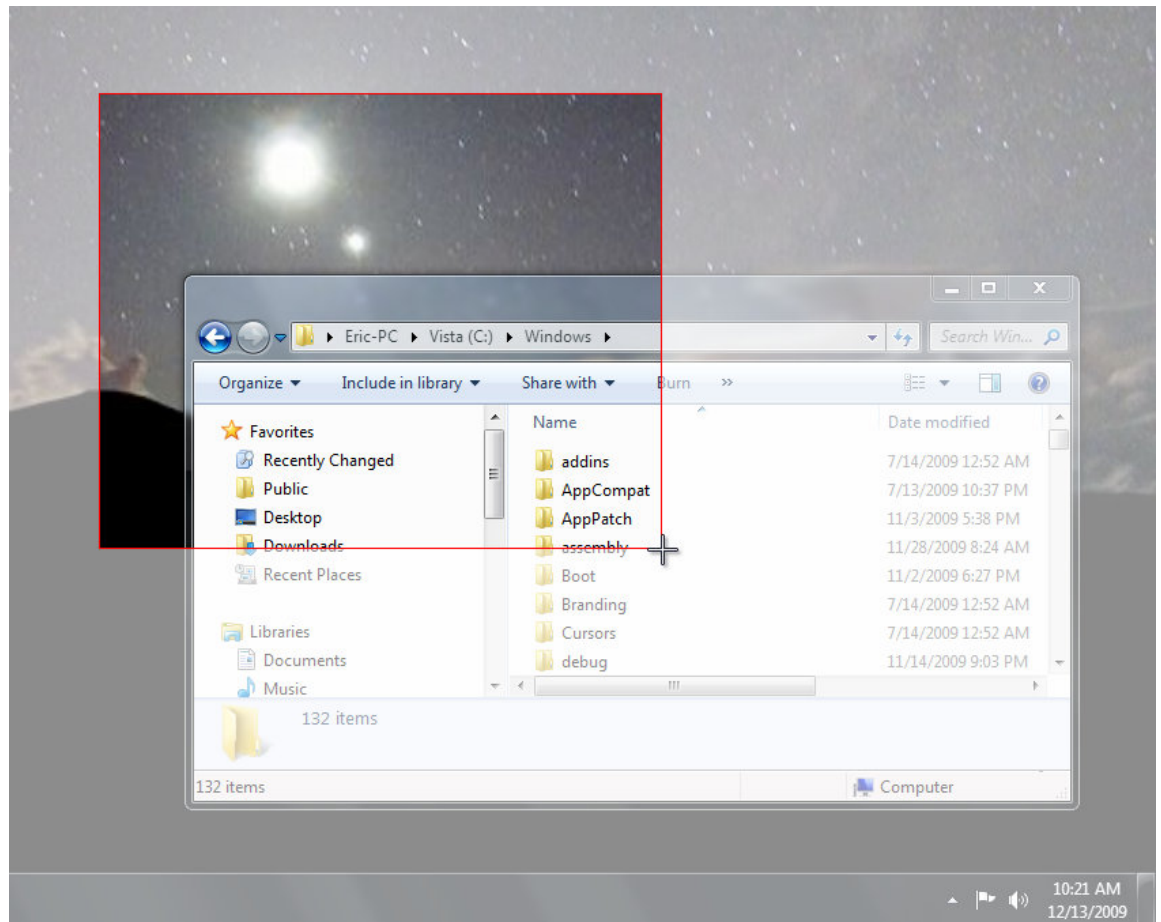 Eric-PC Vista (C:) Windows
Search Win...
Organize Include in library Share with Burn »
Favorites
Recently Changed
Public
Desktop
Downloads
Recent Places
Libraries
Documents
Music
Name Date modified
addins 7/14/2009 12:52 AM
AppCompat 7/13/2009 10:37 PM
AppPatch 11/3/2009 5:38 PM
assembly 11/28/2009 8:24 AM
Boot 11/2/2009 6:27 PM
Branding 7/14/2009 12:52 AM
Cursors 7/14/2009 12:52 AM
debug 11/14/2009 9:03 PM
132 items
132 items Computer
10:21 AM
12/13/2009